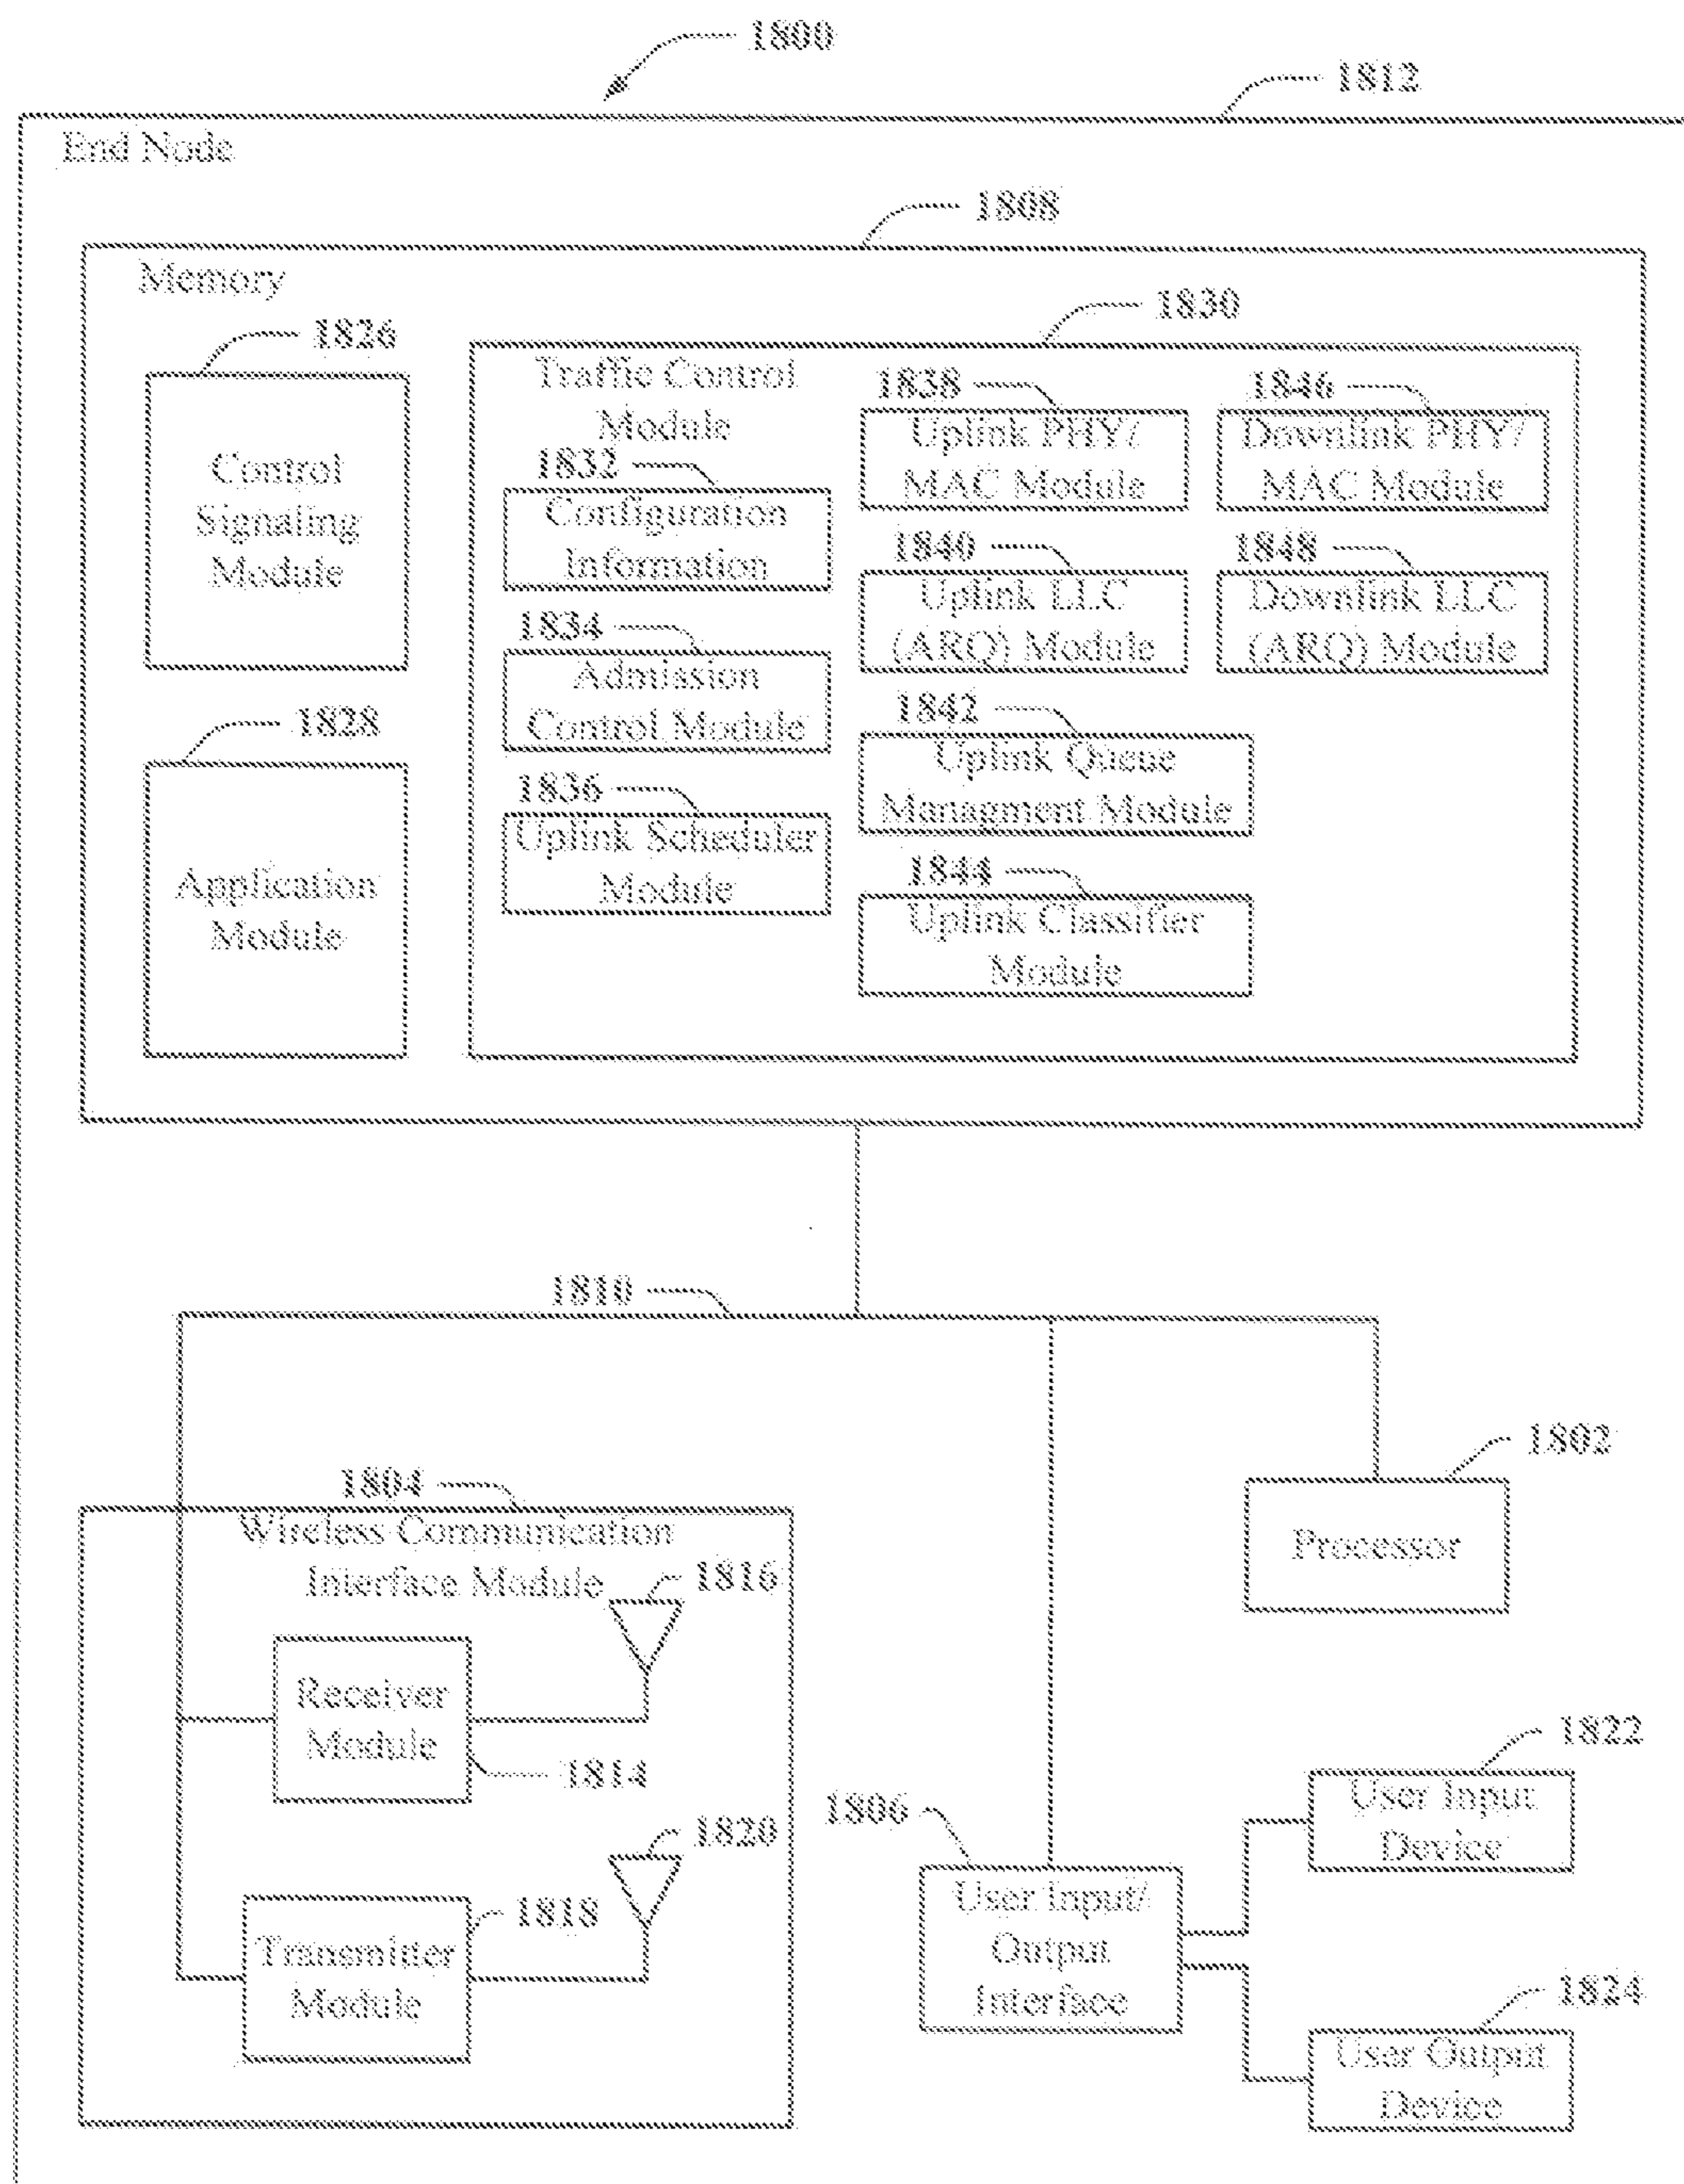 1800
1812
End Node
1808
Memory
1830
1826
Traffic Control
Module
1838
1846
Uplink PHY/
MAC Module
Downlink PHY/
MAC Module
Control
Signaling
Module
1832
Configuration
Information
1840
1848
Uplink LLC
(ARQ) Module
Downlink LLC
(ARQ) Module
1834
Admission
Control Module
1842
Uplink Queue
Managment Module
1828
Application
Module
1836
Uplink Scheduler
Module
1844
Uplink Classifier
Module
1810
1802
Processor
1804
Wireless Communication
Interface Module
1816
Receiver
Module
1814
1822
User Input
Device
1806
User Input/
Output
Interface
1820
1818
Transmitter
Module
1824
User Output
Device